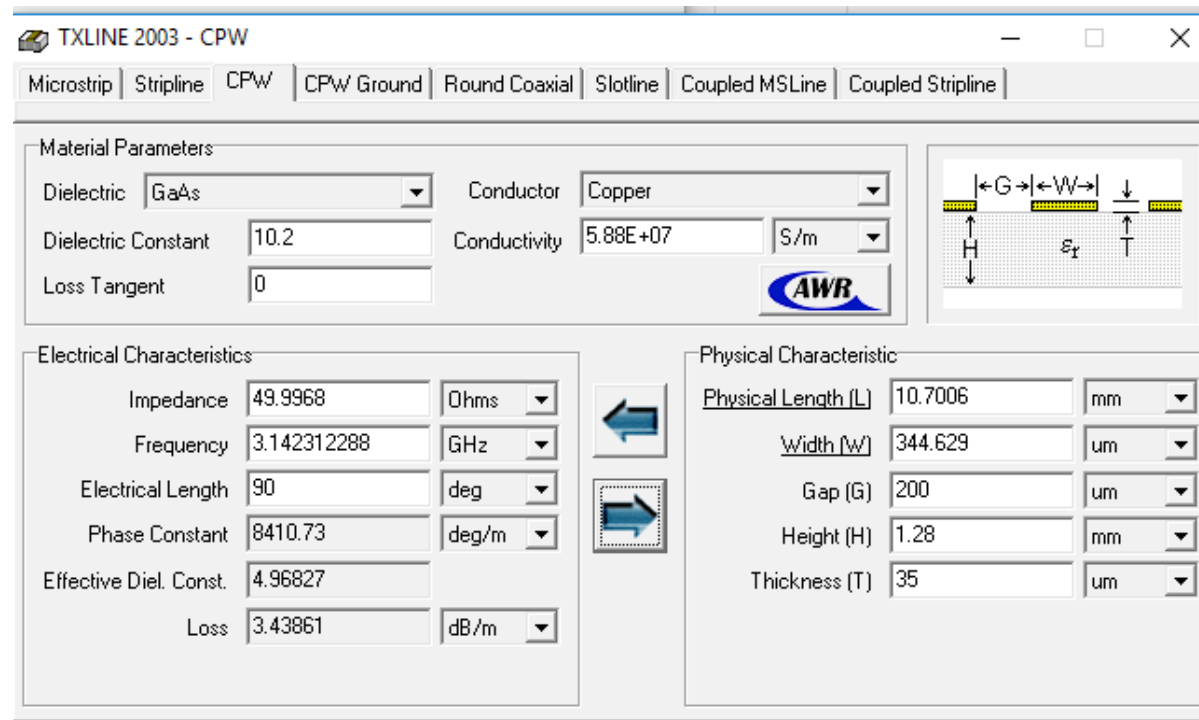 TXLINE 2003 - CPW
Microstrip Stripline CPW CPW Ground Round Coaxial Slotline Coupled MSLine Coupled Stripline
Material Parameters
Dielectric GaAs Conductor Copper
Dielectric Constant 10.2 Conductivity 5.88E+07 S/m
Loss Tangent 0
AWR
G W
H εr T
Electrical Characteristics
Impedance 49.9968 Ohms
Frequency 3.142312288 GHz
Electrical Length 90 deg
Phase Constant 8410.73 deg/m
Effective Diel. Const. 4.96827
Loss 3.43861 dB/m
Physical Characteristic
Physical Length (L) 10.7006 mm
Width (W) 344.629 um
Gap (G) 200 um
Height (H) 1.28 mm
Thickness (T) 35 um